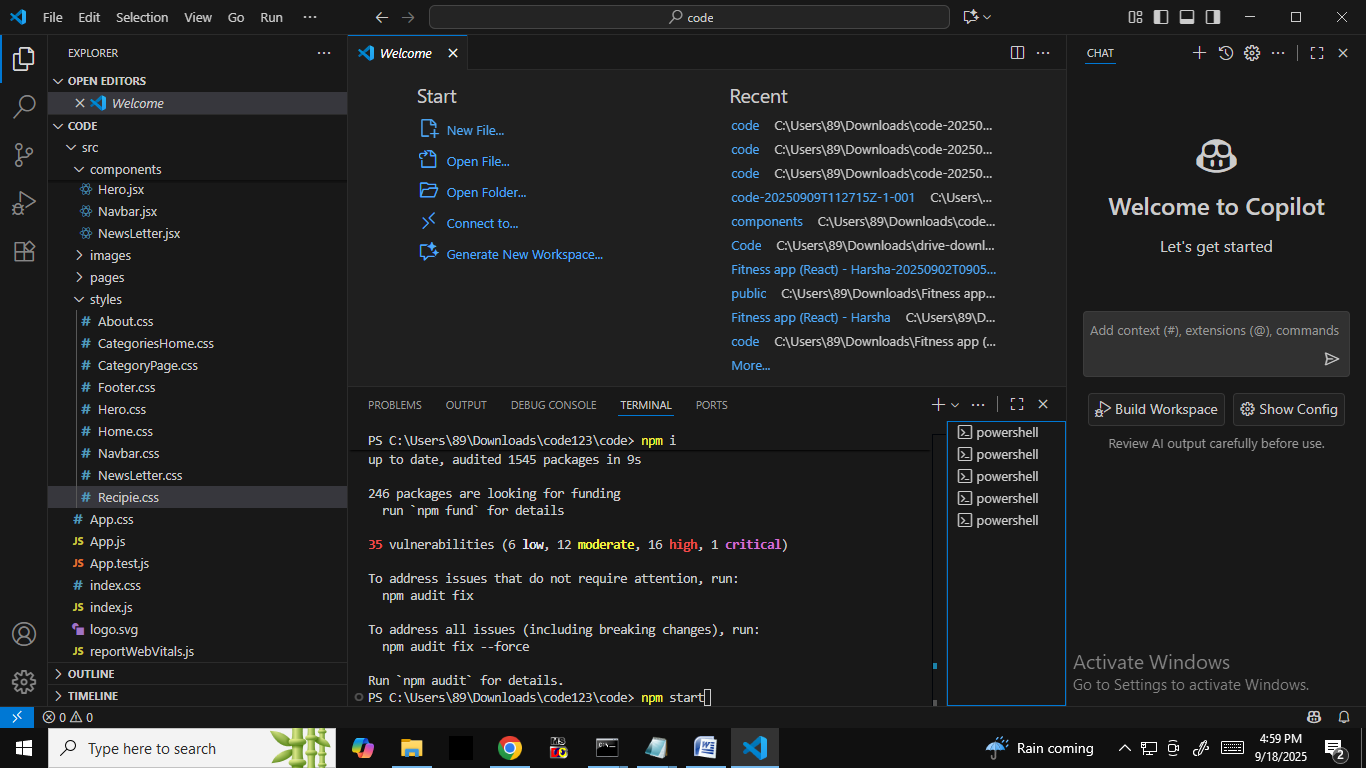 File Edit Selection View Go Run ···
code
EXPLORER ···
OPEN EDITORS
Welcome
CODE
src
components
Hero.jsx
Navbar.jsx
NewsLetter.jsx
images
pages
styles
# About.css
# CategoriesHome.css
# CategoryPage.css
# Footer.css
# Hero.css
# Home.css
# Navbar.css
# NewsLetter.css
# Recipie.css
# App.css
JS App.js
JS App.test.js
# index.css
JS index.js
logo.svg
JS reportWebVitals.js
OUTLINE
TIMELINE
Welcome
Start
New File...
Open File...
Open Folder...
Connect to...
Generate New Workspace...
Recent
code C:\Users\89\Downloads\code-20250...
code C:\Users\89\Downloads\code-20250...
code C:\Users\89\Downloads\code-20250...
code-20250909T112715Z-1-001 C:\Users\...
components C:\Users\89\Downloads\code...
Code C:\Users\89\Downloads\drive-downl...
Fitness app (React) - Harsha-20250902T0905...
public C:\Users\89\Downloads\Fitness app...
Fitness app (React) - Harsha C:\Users\89\D...
code C:\Users\89\Downloads\Fitness app (...
More...
PROBLEMS OUTPUT DEBUG CONSOLE TERMINAL PORTS
PS C:\Users\89\Downloads\code123\code> npm i
up to date, audited 1545 packages in 9s
246 packages are looking for funding
run `npm fund` for details
35 vulnerabilities (6 low, 12 moderate, 16 high, 1 critical)
To address issues that do not require attention, run:
npm audit fix
To address all issues (including breaking changes), run:
npm audit fix --force
Run `npm audit` for details.
PS C:\Users\89\Downloads\code123\code> npm start
powershell
powershell
powershell
powershell
powershell
CHAT
Welcome to Copilot
Let's get started
Add context (#), extensions (@), commands
Build Workspace
Show Config
Review AI output carefully before use.
Activate Windows
Go to Settings to activate Windows.
0 0
Type here to search
Rain coming
4:59 PM
9/18/2025
2